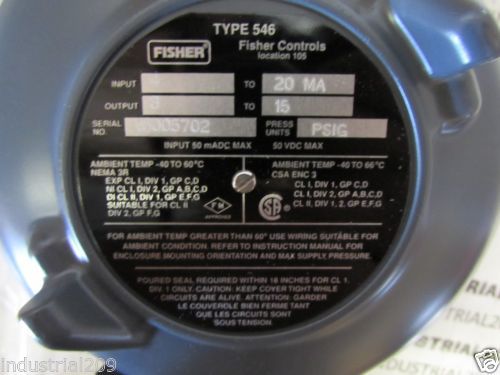 TYPE 546
FISHER
Fisher Controls
location 105
INPUT TO 20 MA
OUTPUT 3 TO 15
SERIAL NO. PRESS UNITS PSIG
INPUT 50 mADC MAX 50 VDC MAX
AMBIENT TEMP -40 TO 60°C
NEMA 3R
EXP CL I, DIV 1, GP C,D
NI CL I, DIV 2, GP A,B,C,D
DI CL II, DIV 1, GP E,F,G
SUITABLE FOR CL II
DIV 2, GP F,G
FM
APPROVED
AMBIENT TEMP -40 TO 66°C
CSA ENC 3
CL I, DIV 1, GP C,D
CL I, DIV 2, GP A,B,C,D
CL II, DIV 1, 2, GP E,F,G
SA
FOR AMBIENT TEMP GREATER THAN 60° USE WIRING SUITABLE FOR
AMBIENT CONDITION. REFER TO INSTRUCTION MANUAL FOR
ENCLOSURE MOUNTING ORIENTATION AND MAX SUPPLY PRESSURE.
POURED SEAL REQUIRED WITHIN 18 INCHES FOR CL 1,
DIV. 1 ONLY. CAUTION: KEEP COVER TIGHT WHILE
CIRCUITS ARE ALIVE. ATTENTION: GARDER
LE COUVERCLE BIEN FERME TANT
QUE LES CIRCUITS SONT
SOUS TENSION.
© industrial209